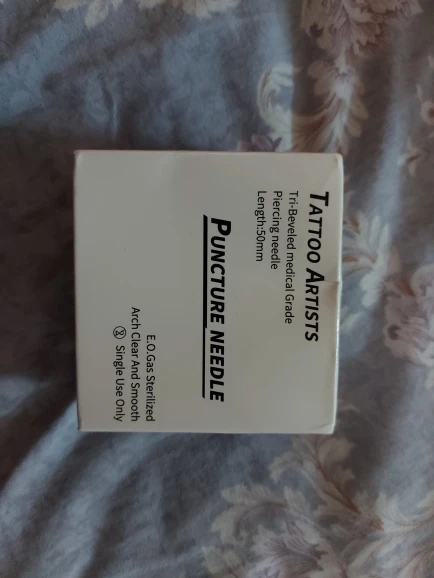 TATTOO ARTISTS
Tri-Beveled medical Grade
Piercing needle
Length:50mm
PUNCTURE NEEDLE
E.O.Gas Sterilized
Arch Clear And Smooth
Single Use Only